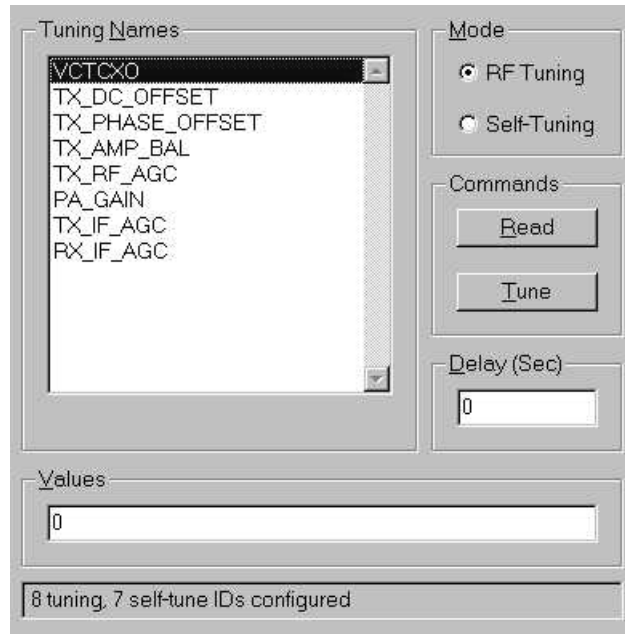 Tuning Names
VCTCXO
TX_DC_OFFSET
TX_PHASE_OFFSET
TX_AMP_BAL
TX_RF_AGC
PA_GAIN
TX_IF_AGC
RX_IF_AGC
Mode
RF Tuning
Self-Tuning
Commands
Read
Tune
Delay (Sec)
0
Values
0
8 tuning, 7 self-tune IDs configured